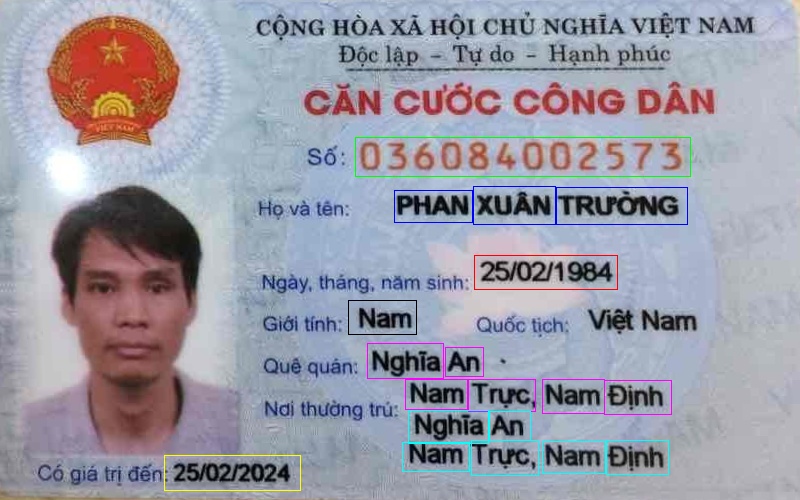 CỘNG HÒA XÃ HỘI CHỦ NGHĨA VIỆT NAM
Độc lập - Tự do - Hạnh phúc
CĂN CƯỚC CÔNG DÂN
VIỆT NAM
Số: 036084002573
Họ và tên: PHAN XUÂN TRƯỜNG
Ngày, tháng, năm sinh: 25/02/1984
Giới tính: Nam Quốc tịch: Việt Nam
Quê quán: Nghĩa An
Nam Trực, Nam Định
Nơi thường trú:
Nghĩa An
Nam Trực, Nam Định
Có giá trị đến: 25/02/2024